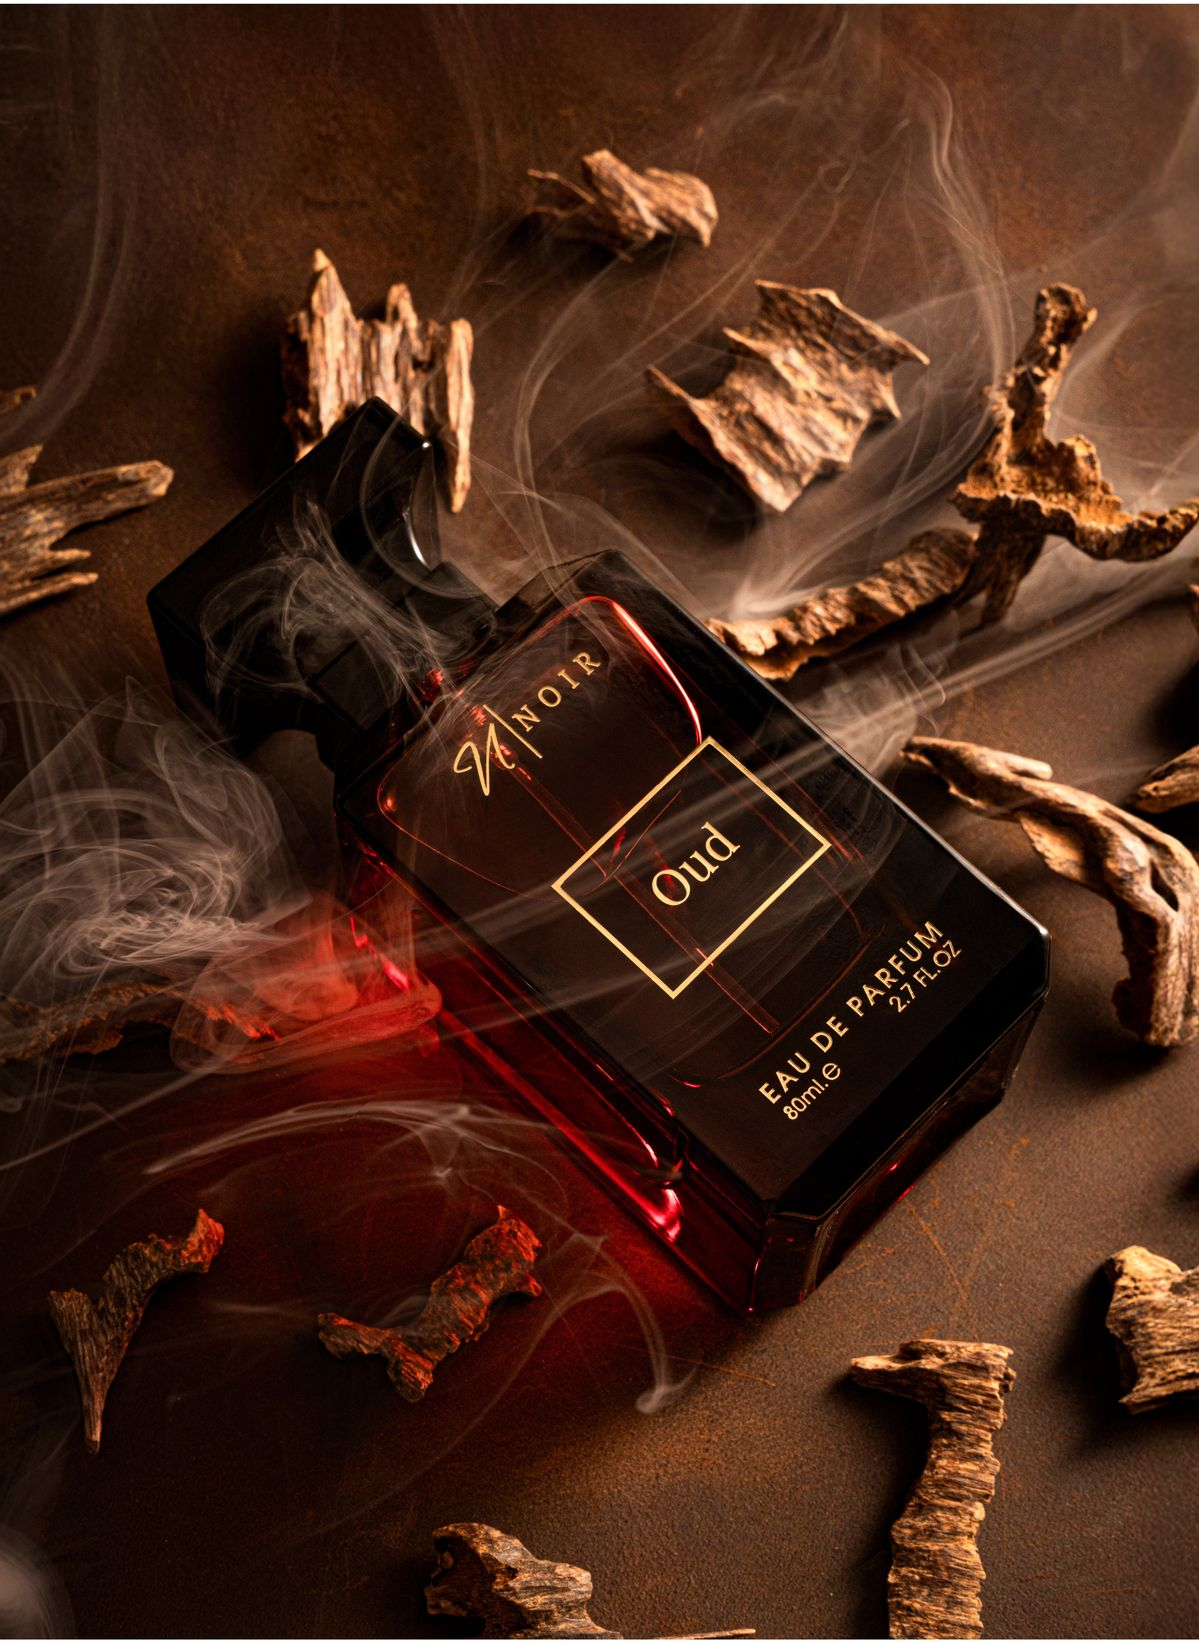 N|NOIR
Oud
EAU DE PARFUM
80ml.e 2.7 FL.OZ